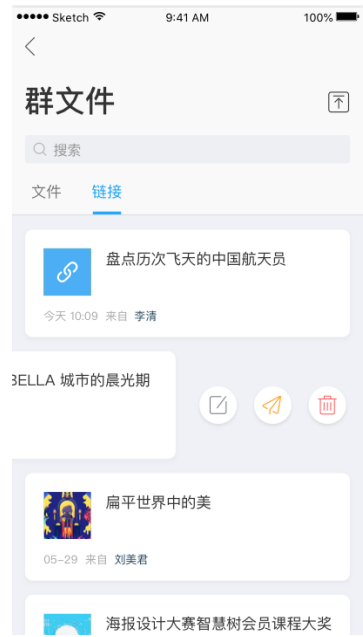 Sketch
9:41 AM
100%
群文件
搜索
文件
链接
盘点历次飞天的中国航天员
今天 10:09 来自 李清
BELLA 城市的晨光期
扁平世界中的美
05-29 来自 刘美君
海报设计大赛智慧树会员课程大奖